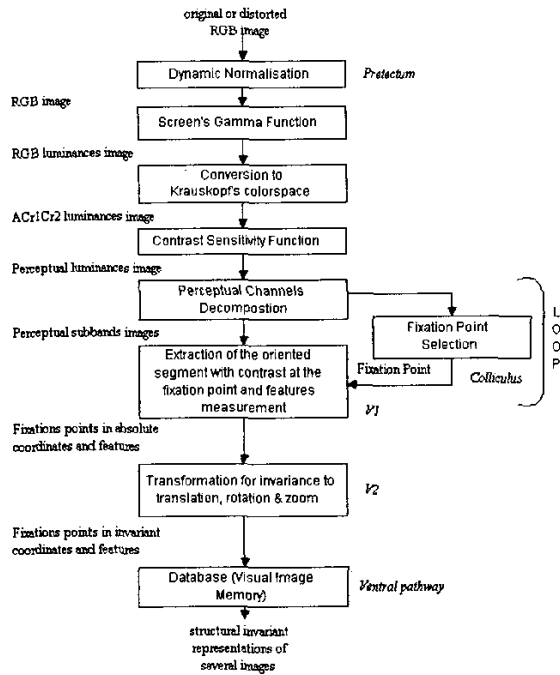 original or distorted
RGB image
Dynamic Normalisation
Pretectum
RGB image
Screen's Gamma Function
RGB luminances image
Conversion to
Krauskopf's colorspace
ACr1Cr2 luminances image
Contrast Sensitivity Function
Perceptual luminances image
Perceptual Channels
Decompostion
Perceptual subbands images
Fixation Point
Selection
L
O
O
P
Extraction of the oriented
segment with contrast at the
fixation point and features
measurement
Fixation Point
Colliculus
V1
Fixations points in absolute
coordinates and features
Transformation for invariance to
translation, rotation & zoom
V2
Fixations points in invariant
coordinates and features
Database (Visual Image
Memory)
Ventral pathway
structural invariant
representations of
several images